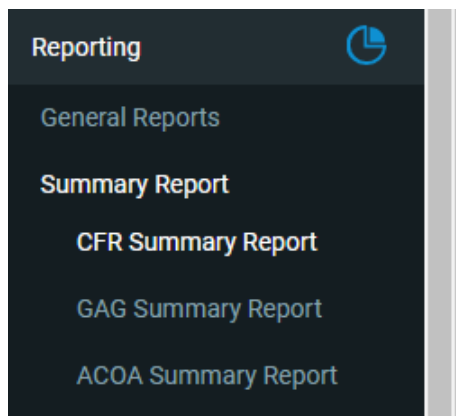 Reporting
General Reports
Summary Report
CFR Summary Report
GAG Summary Report
ACOA Summary Report